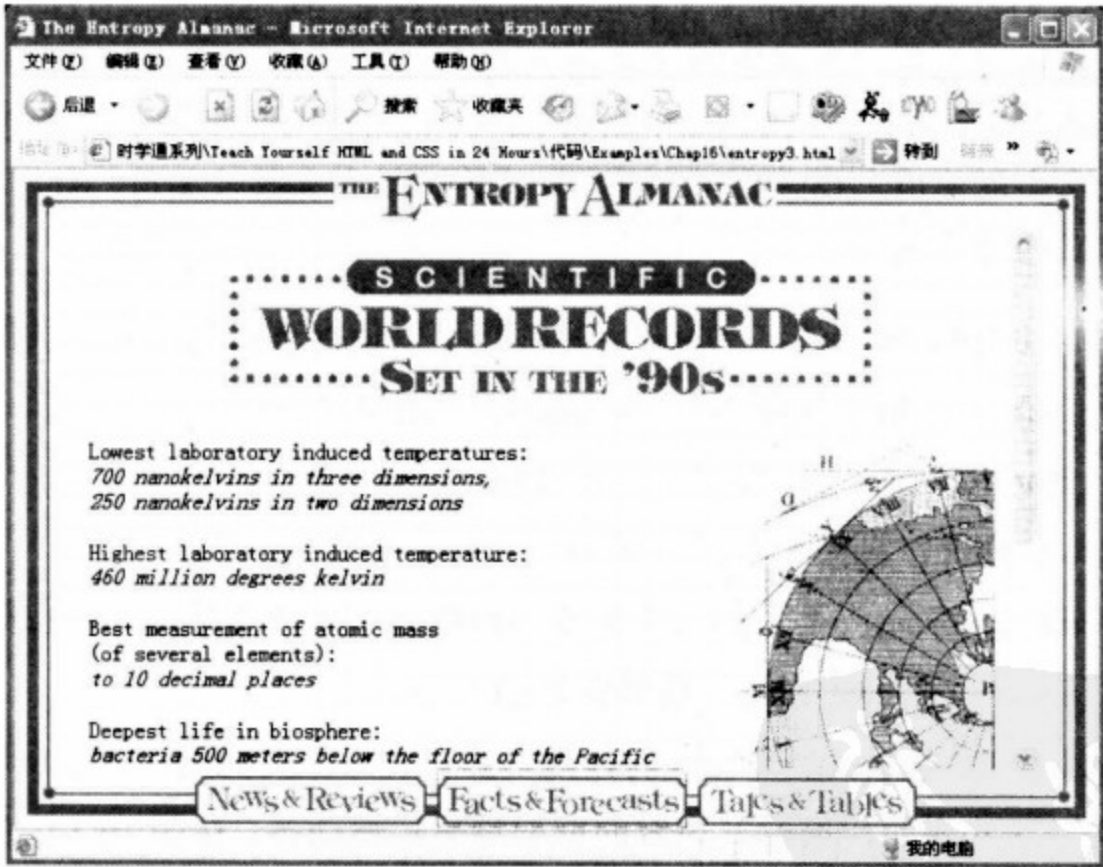 The Entropy Almanac - Microsoft Internet Explorer
文件(F) 编辑(E) 查看(V) 收藏(A) 工具(T) 帮助(H)
后退 搜索 收藏夹
时学通系列\Teach Yourself HTML and CSS in 24 Hours\代码\Examples\Chap16\entropy3.html 转到 »
THE ENTROPY ALMANAC
SCIENTIFIC
WORLD RECORDS
SET IN THE '90s
Lowest laboratory induced temperatures:
700 nanokelvins in three dimensions,
250 nanokelvins in two dimensions
Highest laboratory induced temperature:
460 million degrees kelvin
Best measurement of atomic mass
(of several elements):
to 10 decimal places
Deepest life in biosphere:
bacteria 500 meters below the floor of the Pacific
News & Reviews Facts & Forecasts Tales & Tables
我的电脑